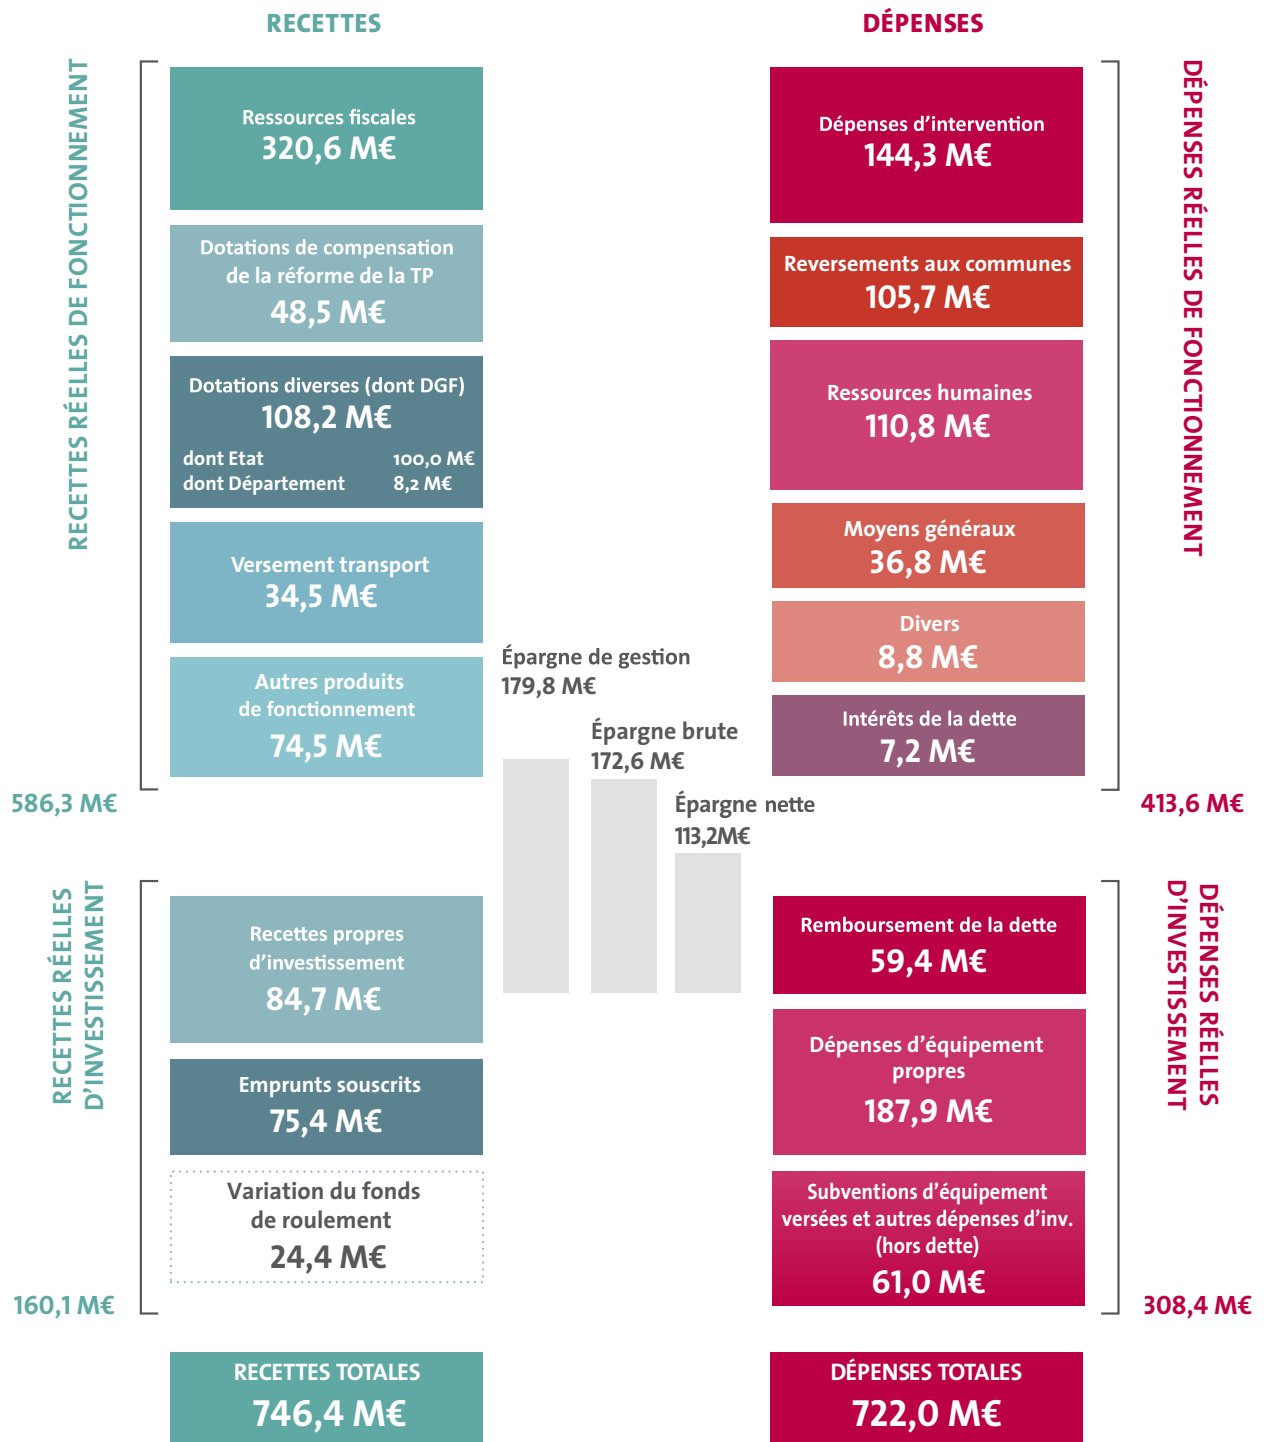 RECETTES
RECETTES RÉELLES DE FONCTIONNEMENT
Ressources fiscales
320,6 M€
Dotations de compensation
de la réforme de la TP
48,5 M€
Dotations diverses (dont DGF)
108,2 M€
dont Etat 100,0 M€
dont Département 8,2 M€
Versement transport
34,5 M€
Autres produits
de fonctionnement
74,5 M€
586,3 M€
RECETTES RÉELLES
D'INVESTISSEMENT
Recettes propres
d'investissement
84,7 M€
Emprunts souscrits
75,4 M€
Variation du fonds
de roulement
24,4 M€
160,1 M€
RECETTES TOTALES
746,4 M€
Épargne de gestion
179,8 M€
Épargne brute
172,6 M€
Épargne nette
113,2M€
DÉPENSES
DÉPENSES RÉELLES DE FONCTIONNEMENT
Dépenses d'intervention
144,3 M€
Reversements aux communes
105,7 M€
Ressources humaines
110,8 M€
Moyens généraux
36,8 M€
Divers
8,8 M€
Intérêts de la dette
7,2 M€
413,6 M€
DÉPENSES RÉELLES
D'INVESTISSEMENT
Remboursement de la dette
59,4 M€
Dépenses d'équipement
propres
187,9 M€
Subventions d'équipement
versées et autres dépenses d'inv.
(hors dette)
61,0 M€
308,4 M€
DÉPENSES TOTALES
722,0 M€